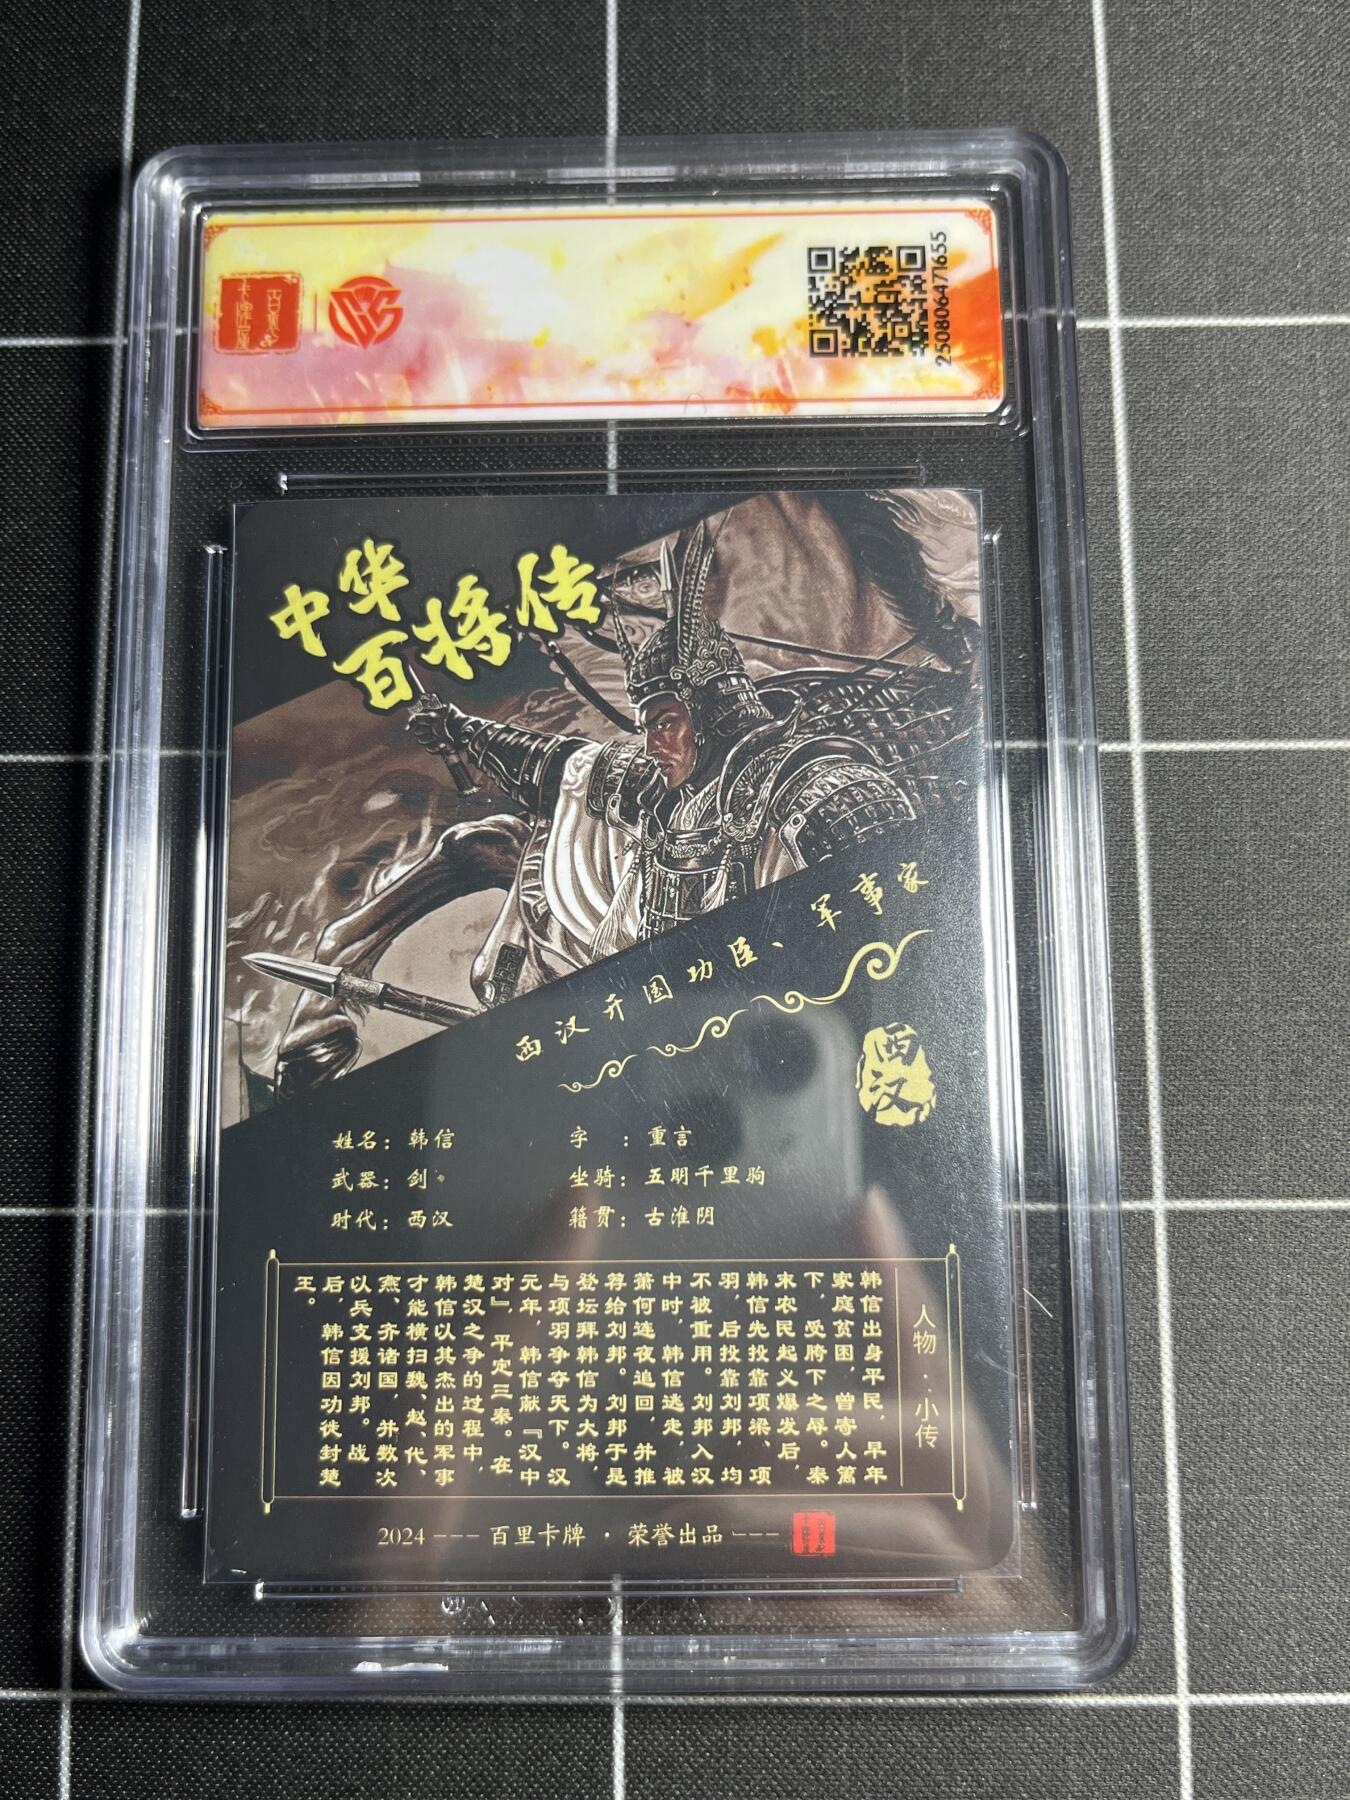 百里卡牌
250806471655
中华
百将传
西汉开国功臣、军事家
西汉
姓名：韩信 字：重言
武器：剑 坐骑：五明千里驹
时代：西汉 籍贯：古淮阴
人物·小传
韩信出身平民，早年
家庭贫困，曾寄人篱
下，受胯下之辱。秦
末农民起义爆发后，
韩信先投靠项梁、项
羽，后投靠刘邦，均
不被重用。刘邦入汉
中时，韩信逃走，被
萧何连夜追回，并推
荐给刘邦。刘邦于是
登坛拜韩信为大将，
与项羽争夺天下。汉
元年，韩信献『汉中
对』，平定三秦。在
楚汉之争的过程中，
韩信以其杰出的军事
才能横扫魏、赵、代、
燕、齐诸国，并数次
以兵支援刘邦。战
后，韩信因功徙封楚
王。
2024 --- 百里卡牌 · 荣誉出品 ---